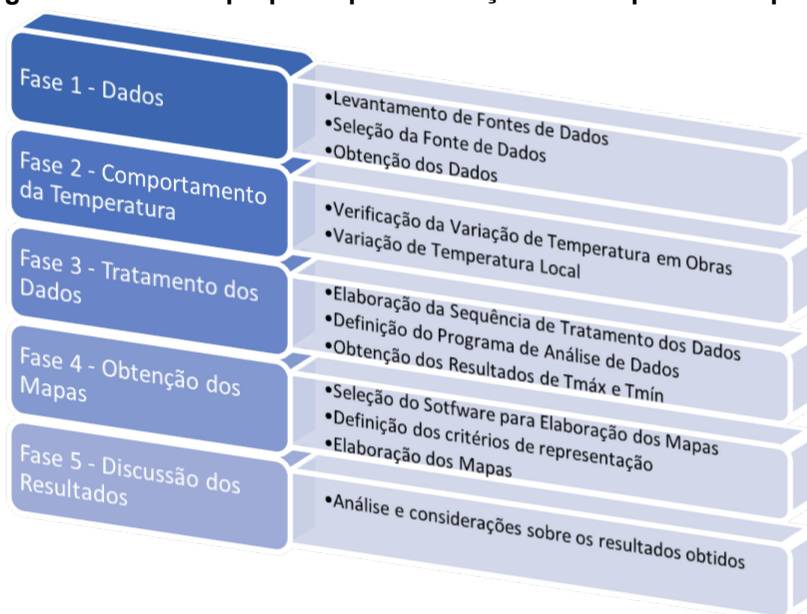 Fase 1 - Dados
•Levantamento de Fontes de Dados
•Seleção da Fonte de Dados
•Obtenção dos Dados
Fase 2 - Comportamento
da Temperatura
•Verificação da Variação de Temperatura em Obras
•Variação de Temperatura Local
Fase 3 - Tratamento dos
Dados
•Elaboração da Sequência de Tratamento dos Dados
•Definição do Programa de Análise de Dados
•Obtenção dos Resultados de Tmáx e Tmín
Fase 4 - Obtenção dos
Mapas
•Seleção do Sotfware para Elaboração dos Mapas
•Definição dos critérios de representação
•Elaboração dos Mapas
Fase 5 - Discussão dos
Resultados
•Análise e considerações sobre os resultados obtidos